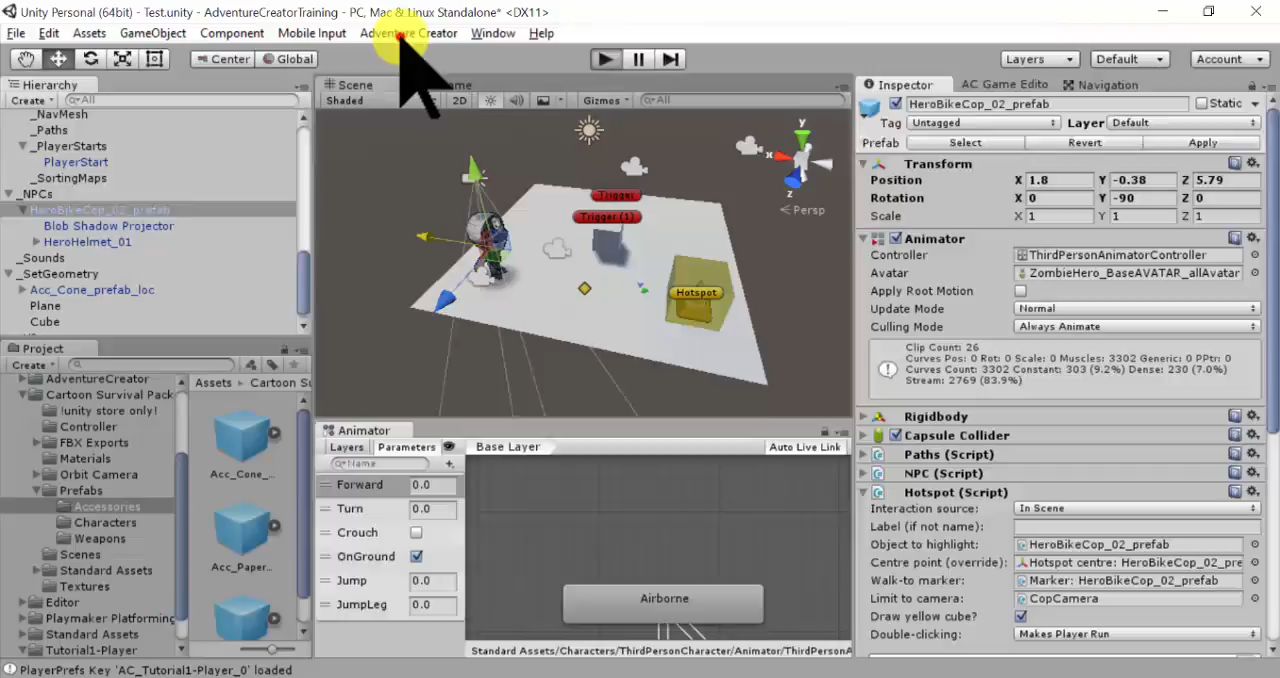 Unity Personal (64bit) - Test.unity - AdventureCreatorTraining - PC, Mac & Linux Standalone* <DX11>
File Edit Assets GameObject Component Mobile Input Adventure Creator Window Help
Center Global Layers Default Account
Hierarchy
Create All
_NavMesh
_Paths
_PlayerStarts
PlayerStart
_SortingMaps
_NPCs
HeroBikeCop_02_prefab
Blob Shadow Projector
HeroHelmet_01
_Sounds
_SetGeometry
Acc_Cone_prefab_loc
Plane
Cube
Project
Create
AdventureCreator
Cartoon Survival Pack
!unity store only!
Controller
FBX Exports
Materials
Orbit Camera
Prefabs
Accessories
Characters
Weapons
Scenes
Standard Assets
Textures
Editor
Playmaker Platforming
Standard Assets
Tutorial1-Player
Assets Cartoon Su
Acc_Cone_...
Acc_Paper...
Scene
Shaded 2D Gizmos All
Trigger
Trigger (1)
Hotspot
y
x
z
Persp
Animator
Layers Parameters Base Layer Auto Live Link
Name
Forward 0.0
Turn 0.0
Crouch
OnGround
Jump 0.0
JumpLeg 0.0
Airborne
Standard Assets/Characters/ThirdPersonCharacter/Animator/ThirdPersonA
Inspector AC Game Edito Navigation
HeroBikeCop_02_prefab Static
Tag Untagged Layer Default
Prefab Select Revert Apply
Transform
Position X 1.8 Y -0.38 Z 5.79
Rotation X 0 Y -90 Z 0
Scale X 1 Y 1 Z 1
Animator
Controller ThirdPersonAnimatorController
Avatar ZombieHero_BaseAVATAR_allAvatar
Apply Root Motion
Update Mode Normal
Culling Mode Always Animate
Clip Count: 26
Curves Pos: 0 Rot: 0 Scale: 0 Muscles: 3302 Generic: 0 PPtr: 0
Curves Count: 3302 Constant: 303 (9.2%) Dense: 230 (7.0%)
Stream: 2769 (83.9%)
Rigidbody
Capsule Collider
Paths (Script)
NPC (Script)
Hotspot (Script)
Interaction source: In Scene
Label (if not name):
Object to highlight: HeroBikeCop_02_prefab
Centre point (override): Hotspot centre: HeroBikeCop_02_pre
Walk-to marker: Marker: HeroBikeCop_02_prefab
Limit to camera: CopCamera
Draw yellow cube?
Double-clicking: Makes Player Run
PlayerPrefs Key 'AC_Tutorial1-Player_0' loaded